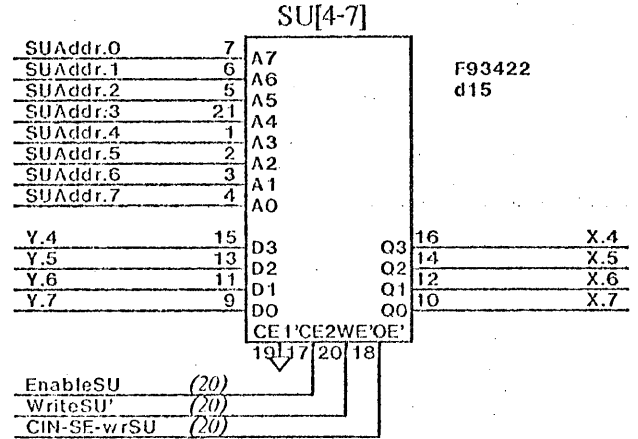 SU[4-7]
SUAddr.0 7 A7
SUAddr.1 6 A6
SUAddr.2 5 A5
SUAddr.3 21 A4
SUAddr.4 1 A3
SUAddr.5 2 A2
SUAddr.6 3 A1
SUAddr.7 4 A0
F93422
d15
Y.4 15 D3 Q3 16 X.4
Y.5 13 D2 Q2 14 X.5
Y.6 11 D1 Q1 12 X.6
Y.7 9 D0 Q0 10 X.7
CE1'CE2WE'OE'
19 17 20 18
EnableSU (20)
WriteSU' (20)
CIN-SE-wrSU (20)